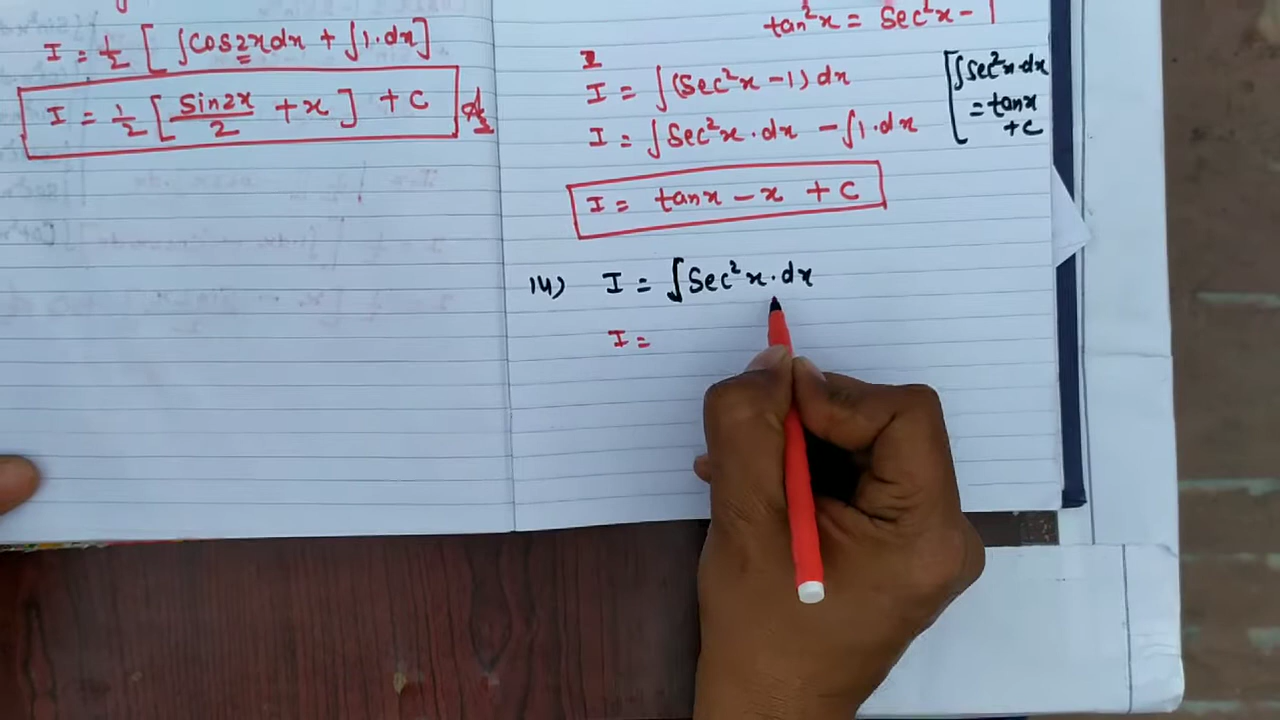 I = 1/2 [ ∫Cos2x dx + ∫1.dx]
I = 1/2 [ Sin2x/2 + x ] + C
tan²x = Sec²x - 1
I
I = ∫(Sec²x - 1) dx
I = ∫Sec²x . dx - ∫1.dx
I = tanx - x + C
[∫Sec²x.dx
= tanx
+ C
14) I = ∫Sec²x . dx
I =